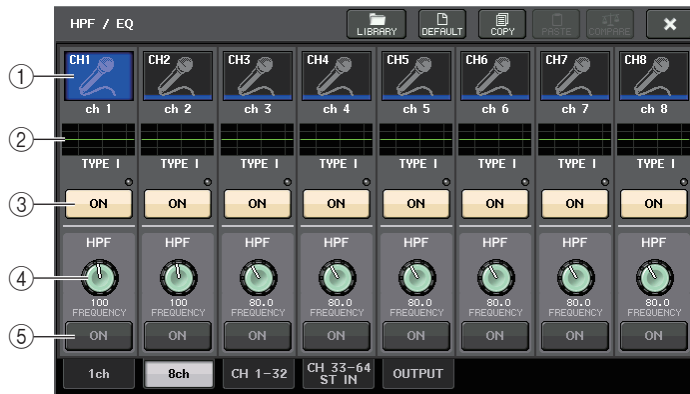 HPF / EQ LIBRARY DEFAULT COPY PASTE COMPARE
① CH1 CH2 CH3 CH4 CH5 CH6 CH7 CH8
ch 1 ch 2 ch 3 ch 4 ch 5 ch 6 ch 7 ch 8
②
TYPE I TYPE I TYPE I TYPE I TYPE I TYPE I TYPE I TYPE I
③ ON ON ON ON ON ON ON ON
HPF HPF HPF HPF HPF HPF HPF HPF
④
100 100 80.0 80.0 80.0 80.0 80.0 80.0
FREQUENCY FREQUENCY FREQUENCY FREQUENCY FREQUENCY FREQUENCY FREQUENCY FREQUENCY
⑤ ON ON ON ON ON ON ON ON
1ch 8ch CH 1-32 CH 33-64 OUTPUT
ST IN